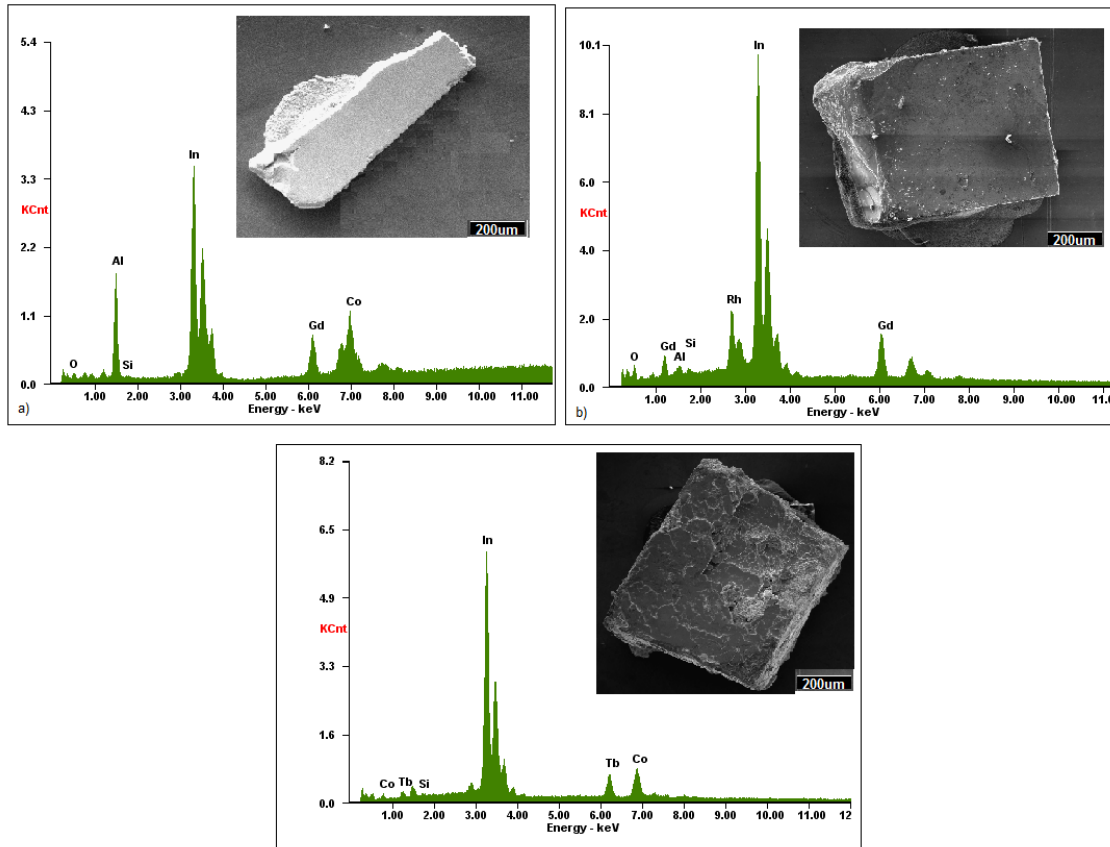 5.4
4.3
3.3
KCnt
2.2
1.1
0.0
In
Al
O
Si
Gd
Co
200um
1.00 2.00 3.00 4.00 5.00 6.00 7.00 8.00 9.00 10.00 11.00
Energy - keV
a)
10.1
8.1
6.0
KCnt
4.0
2.0
0.0
In
Rh
O
Gd
Al
Si
Gd
200um
1.00 2.00 3.00 4.00 5.00 6.00 7.00 8.00 9.00 10.00 11.0
Energy - keV
b)
8.2
6.5
4.9
KCnt
3.3
1.6
0.0
In
Co
Tb
Si
Tb
Co
200um
1.00 2.00 3.00 4.00 5.00 6.00 7.00 8.00 9.00 10.00 11.00 12
Energy - keV